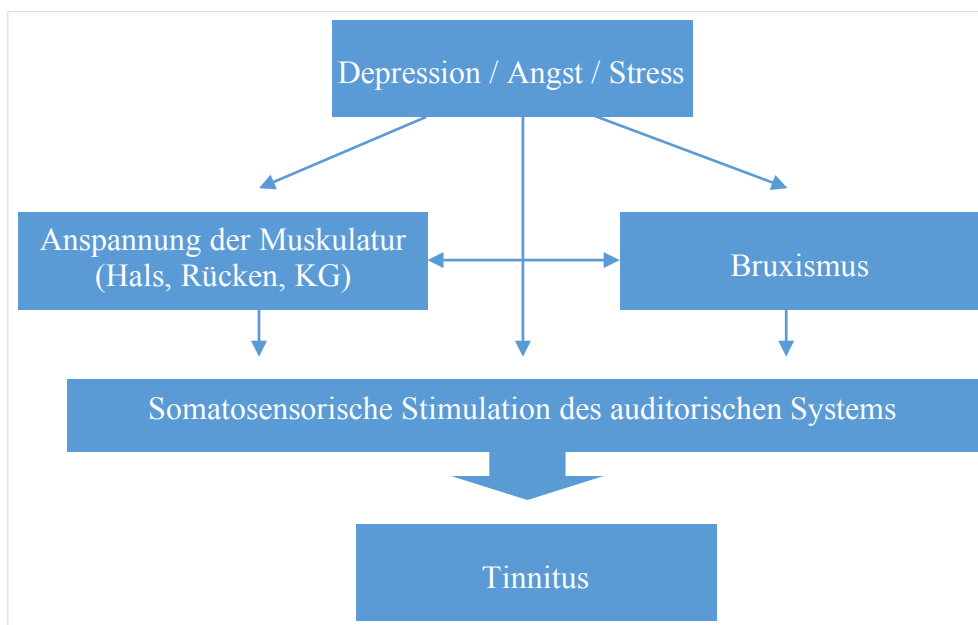 Depression / Angst / Stress
Anspannung der Muskulatur
(Hals, Rücken, KG)
Bruxismus
Somatosensorische Stimulation des auditorischen Systems
Tinnitus